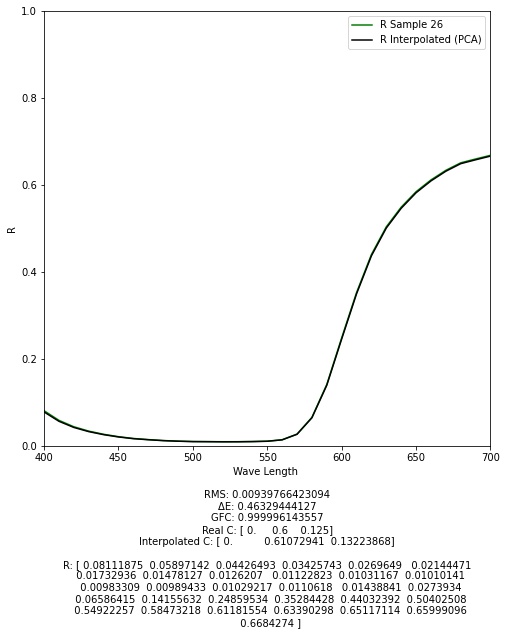 R Sample 26
R Interpolated (PCA)
1.0
0.8
0.6
0.4
0.2
0.0
R
400 450 500 550 600 650 700
Wave Length
RMS: 0.00939766423094
ΔE: 0.46329444127
GFC: 0.999996143557
Real C: [ 0. 0.6 0.125]
Interpolated C: [ 0. 0.61072941 0.13223868]
R: [ 0.08111875 0.05897142 0.04426493 0.03425743 0.0269649 0.02144471
0.01732936 0.01478127 0.0126207 0.01122823 0.01031167 0.01010141
0.00983309 0.00989433 0.01029217 0.0110618 0.01438841 0.0273934
0.06586415 0.14155632 0.24859534 0.35284428 0.44032392 0.50402508
0.54922257 0.58473218 0.61181554 0.63390298 0.65117114 0.65999096
0.6684274 ]